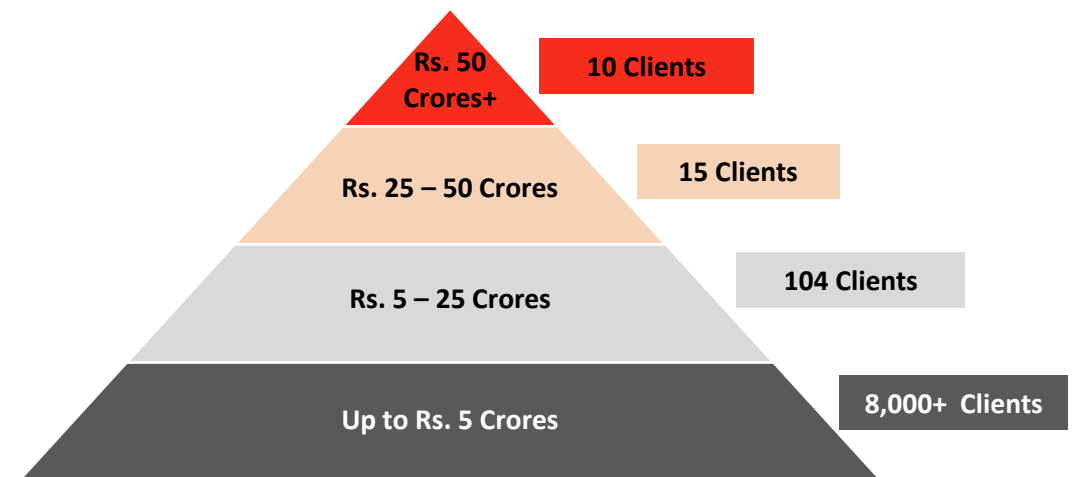 Rs. 50
Crores+
10 Clients
Rs. 25 – 50 Crores
15 Clients
Rs. 5 – 25 Crores
104 Clients
Up to Rs. 5 Crores
8,000+ Clients